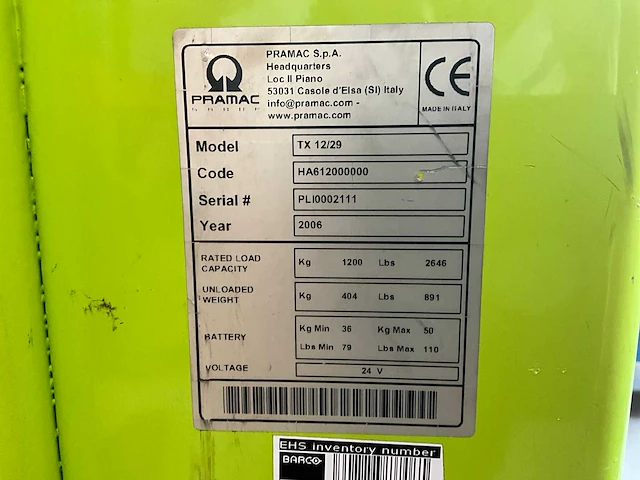 PRAMAC S.p.A.
Headquarters
Loc Il Piano
53031 Casole d'Elsa (SI) Italy
info@pramac.com -
www.pramac.com
PRAMAC
CE
MADE IN ITALY
Model TX 12/29
Code HA612000000
Serial # PLI0002111
Year 2006
RATED LOAD CAPACITY Kg 1200 Lbs 2646
UNLOADED WEIGHT Kg 404 Lbs 891
BATTERY Kg Min 36 Kg Max 50
Lbs Min 79 Lbs Max 110
VOLTAGE 24 V
EHS inventory number
BARCO